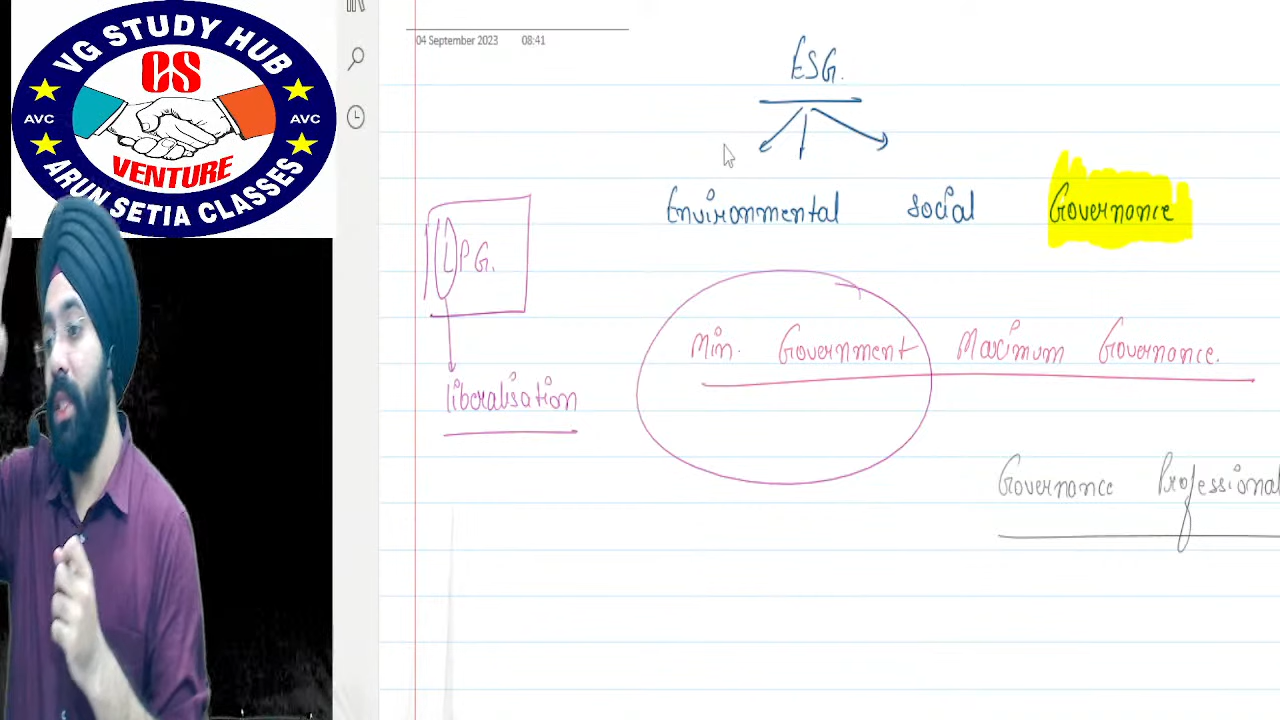 VG STUDY HUB
CS
AVC
AVC
VENTURE
ARUN SETIA CLASSES
04 September 2023 08:41
ESG.
Environmental Social Governance
LPG.
Min. Government Maximum Governance.
liberalisation
Governance Professional